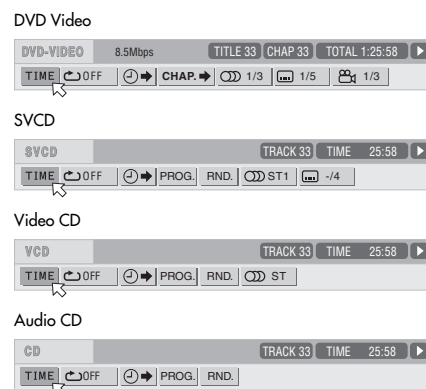 DVD Video
DVD-VIDEO 8.5Mbps TITLE 33 CHAP 33 TOTAL 1:25:58
TIME OFF CHAP. 1/3 1/5 1/3
SVCD
SVCD TRACK 33 TIME 25:58
TIME OFF PROG. RND. ST1 -/4
Video CD
VCD TRACK 33 TIME 25:58
TIME OFF PROG. RND. ST
Audio CD
CD TRACK 33 TIME 25:58
TIME OFF PROG. RND.